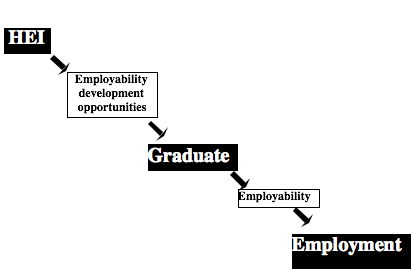 HEI
Employability
development
opportunities
Graduate
Employability
Employment